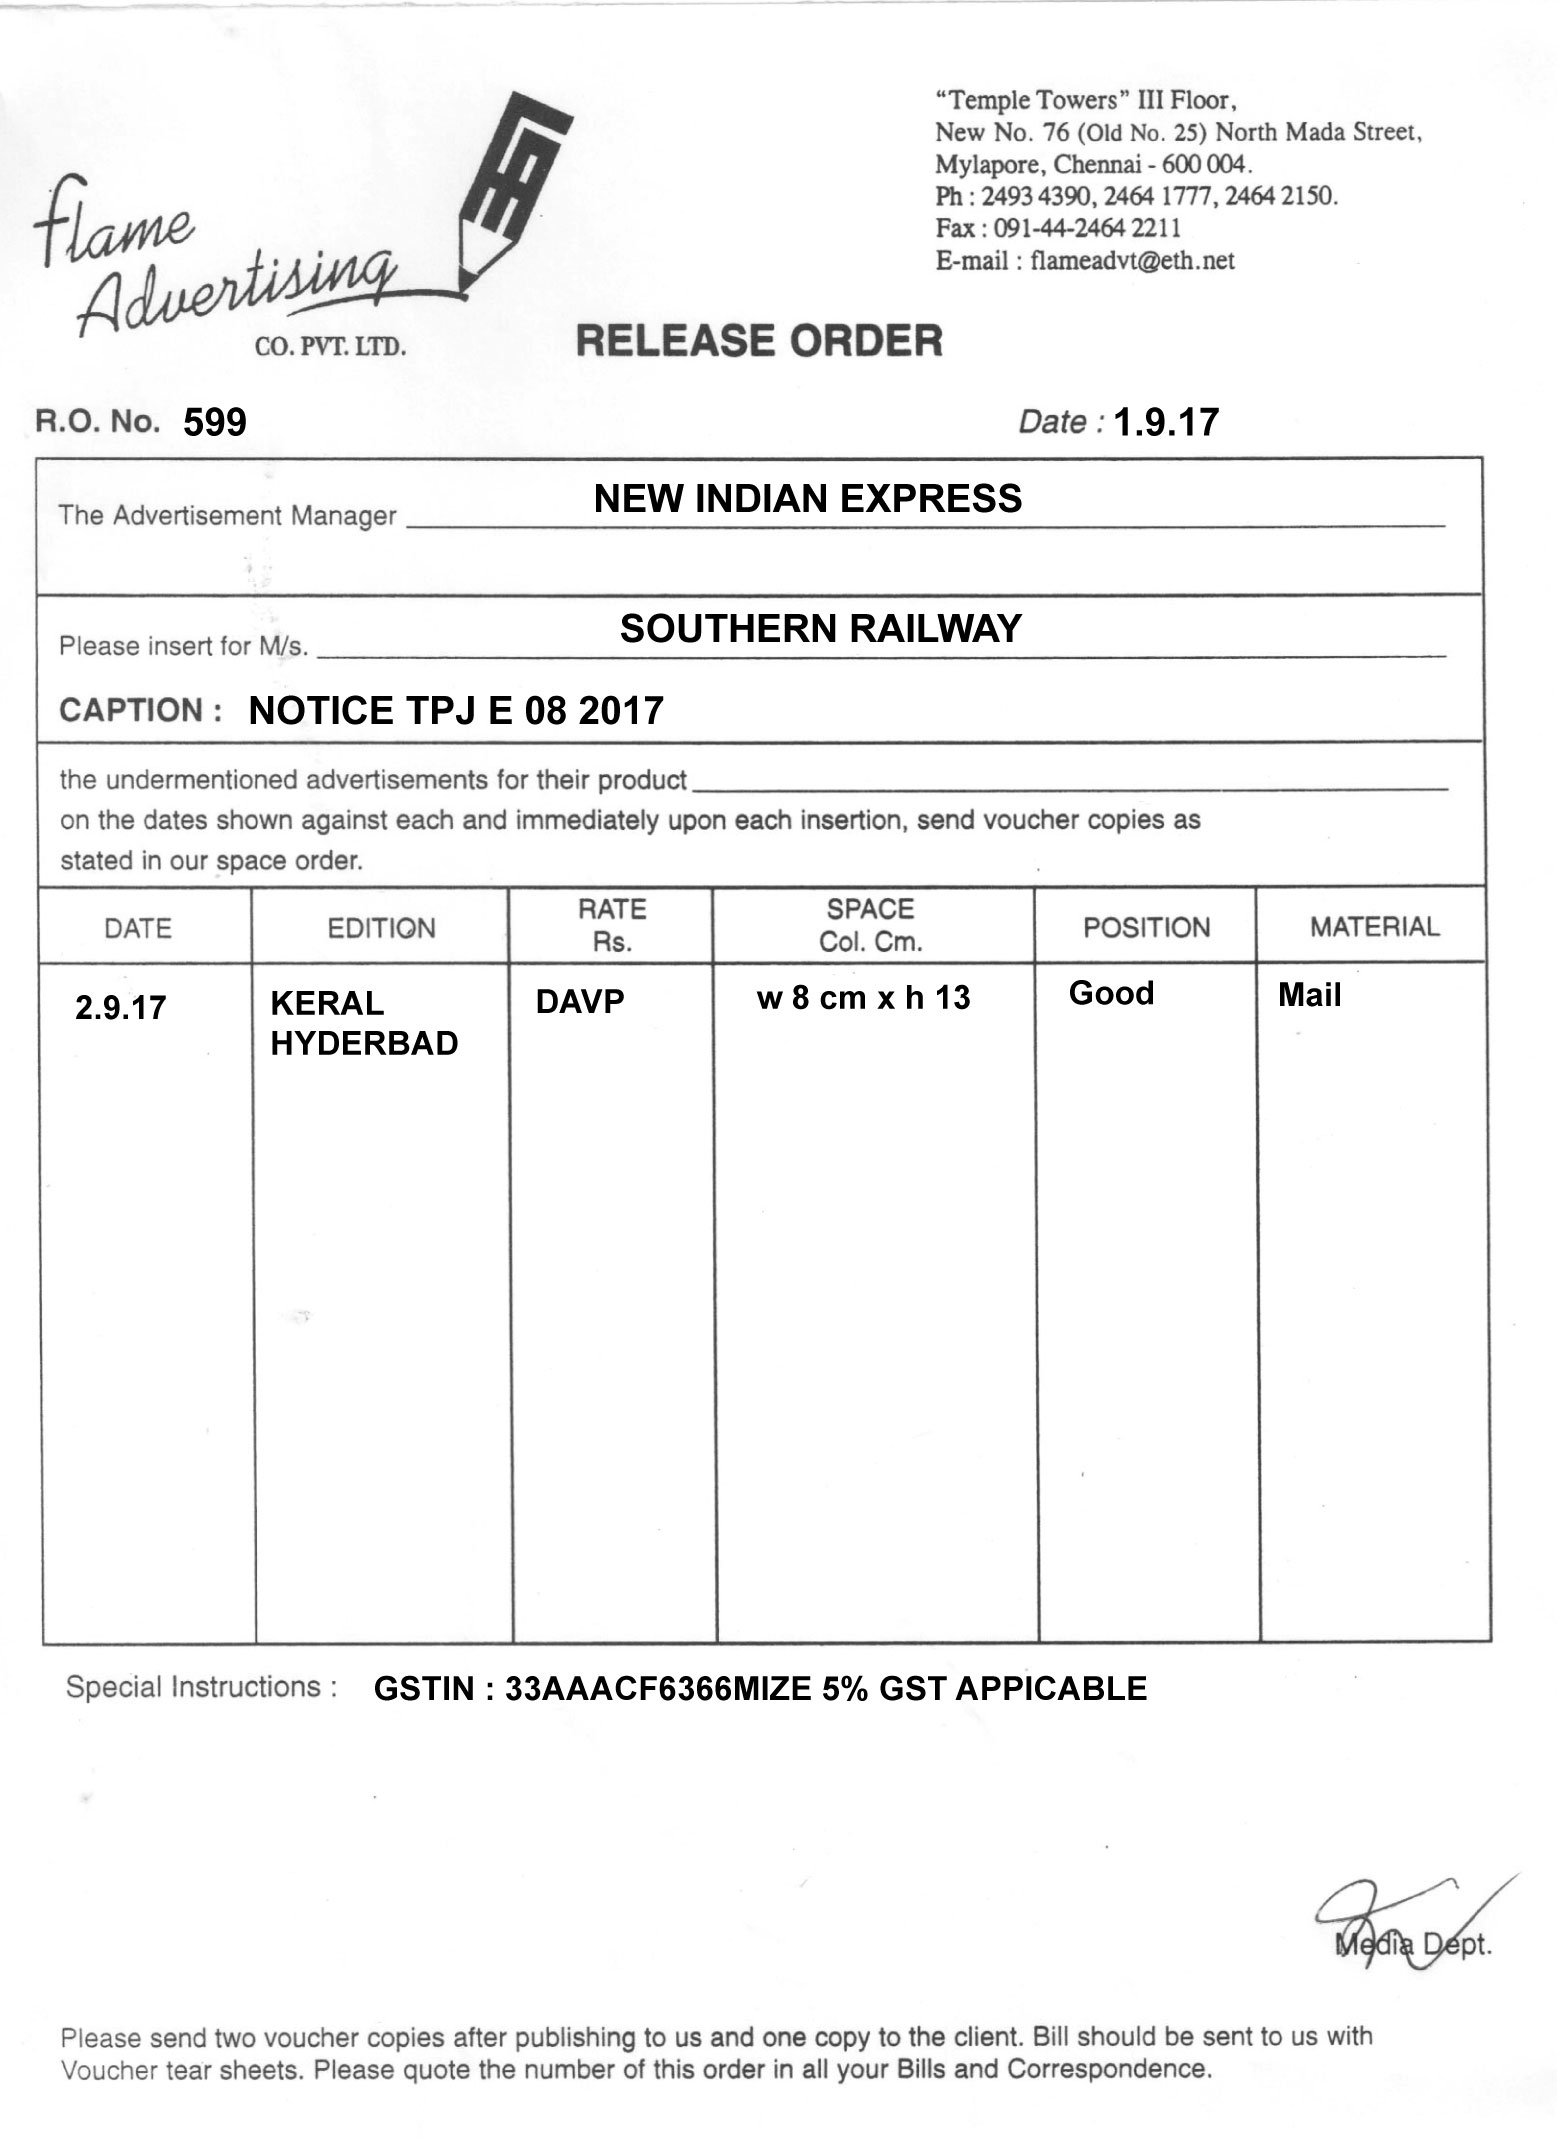 flame
Advertising
CO. PVT. LTD.
“Temple Towers” III Floor,
New No. 76 (Old No. 25) North Mada Street,
Mylapore, Chennai - 600 004.
Ph : 2493 4390, 2464 1777, 2464 2150.
Fax : 091-44-2464 2211
E-mail : flameadvt@eth.net
RELEASE ORDER
R.O. No. 599
Date : 1.9.17
The Advertisement Manager NEW INDIAN EXPRESS
Please insert for M/s. SOUTHERN RAILWAY
CAPTION : NOTICE TPJ E 08 2017
the undermentioned advertisements for their product
on the dates shown against each and immediately upon each insertion, send voucher copies as
stated in our space order.
DATE EDITION RATE Rs. SPACE Col. Cm. POSITION MATERIAL
2.9.17 KERAL DAVP w 8 cm x h 13 Good Mail
HYDERBAD
Special Instructions : GSTIN : 33AAACF6366MIZE 5% GST APPICABLE
Media Dept.
Please send two voucher copies after publishing to us and one copy to the client. Bill should be sent to us with
Voucher tear sheets. Please quote the number of this order in all your Bills and Correspondence.